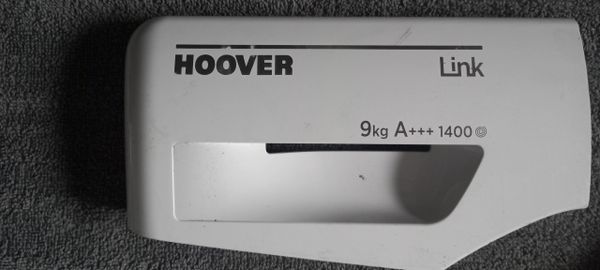 HOOVER Link
9kg A+++ 1400